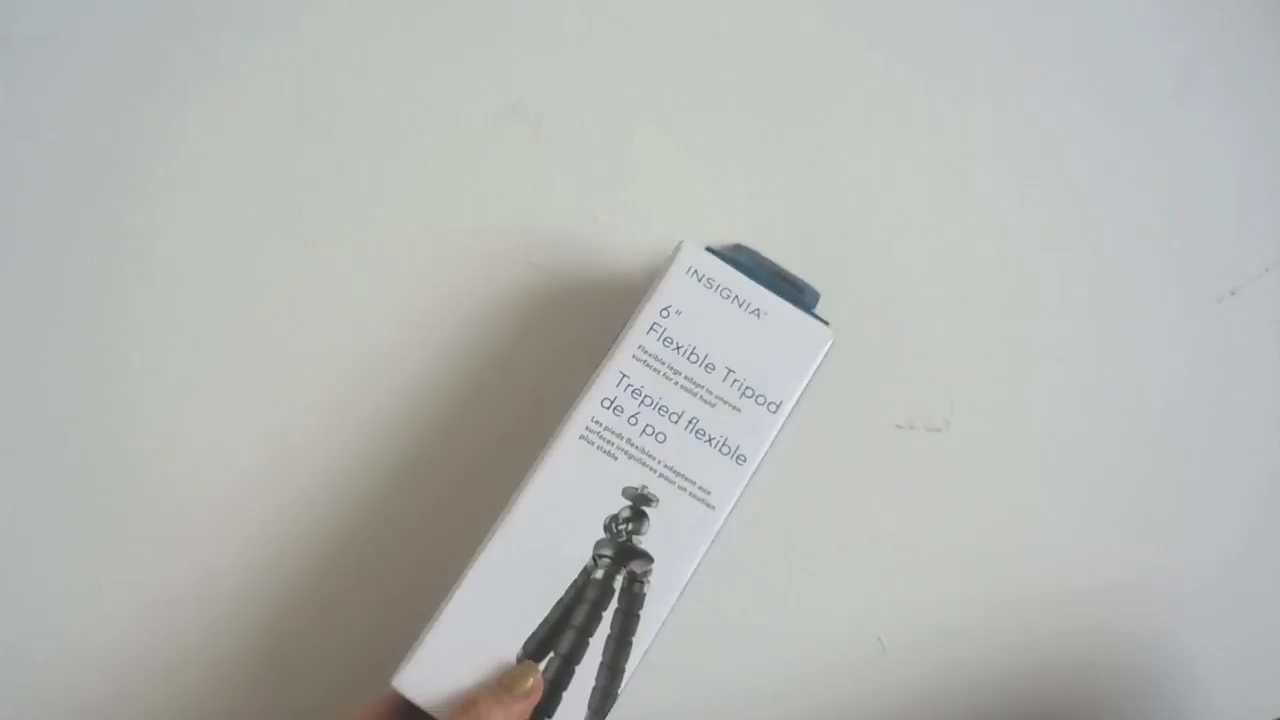 INSIGNIA™
6"
Flexible Tripod
Flexible legs adapt to uneven
surfaces for a solid hold
Trépied flexible
de 6 po
Les pieds flexibles s'adaptent aux
surfaces irrégulières pour un soutien
plus stable